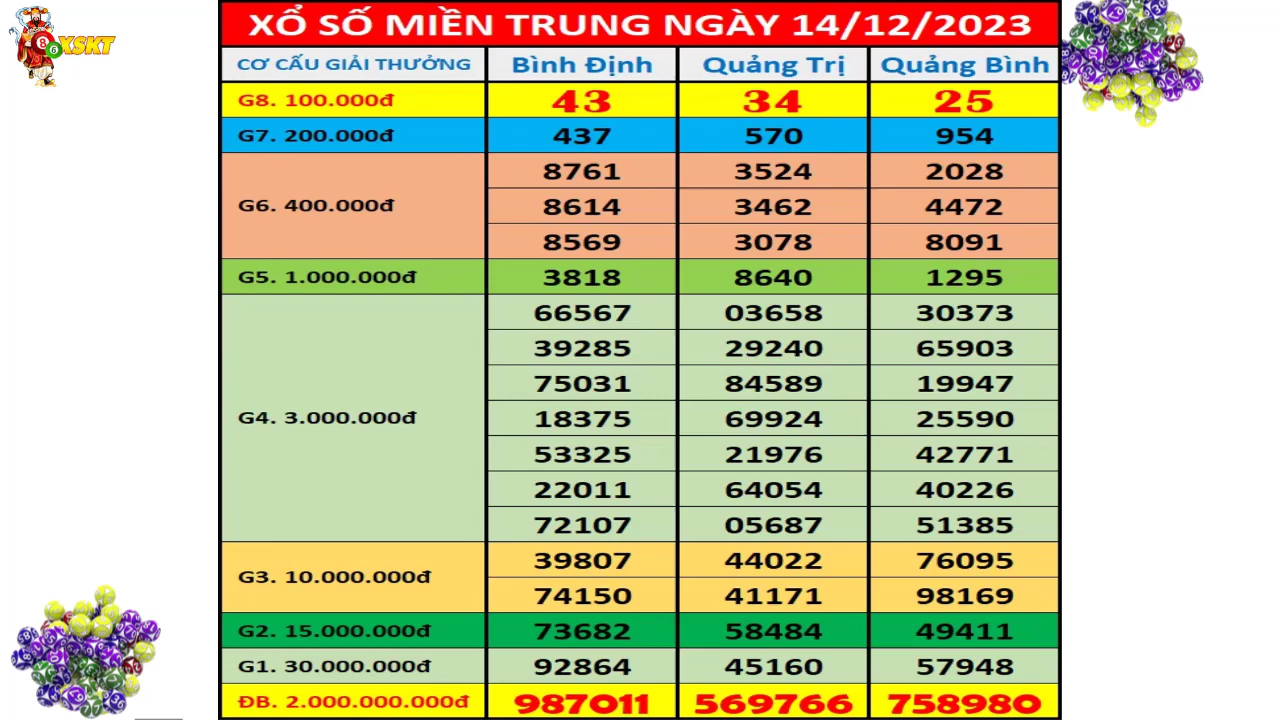 XSKT
86
XỔ SỐ MIỀN TRUNG NGÀY 14/12/2023
CƠ CẤU GIẢI THƯỞNG Bình Định Quảng Trị Quảng Bình
G8. 100.000đ 43 34 25
G7. 200.000đ 437 570 954
8761 3524 2028
G6. 400.000đ 8614 3462 4472
8569 3078 8091
G5. 1.000.000đ 3818 8640 1295
66567 03658 30373
39285 29240 65903
75031 84589 19947
G4. 3.000.000đ 18375 69924 25590
53325 21976 42771
22011 64054 40226
72107 05687 51385
G3. 10.000.000đ 39807 44022 76095
74150 41171 98169
G2. 15.000.000đ 73682 58484 49411
G1. 30.000.000đ 92864 45160 57948
ĐB. 2.000.000.000đ 987011 569766 758980